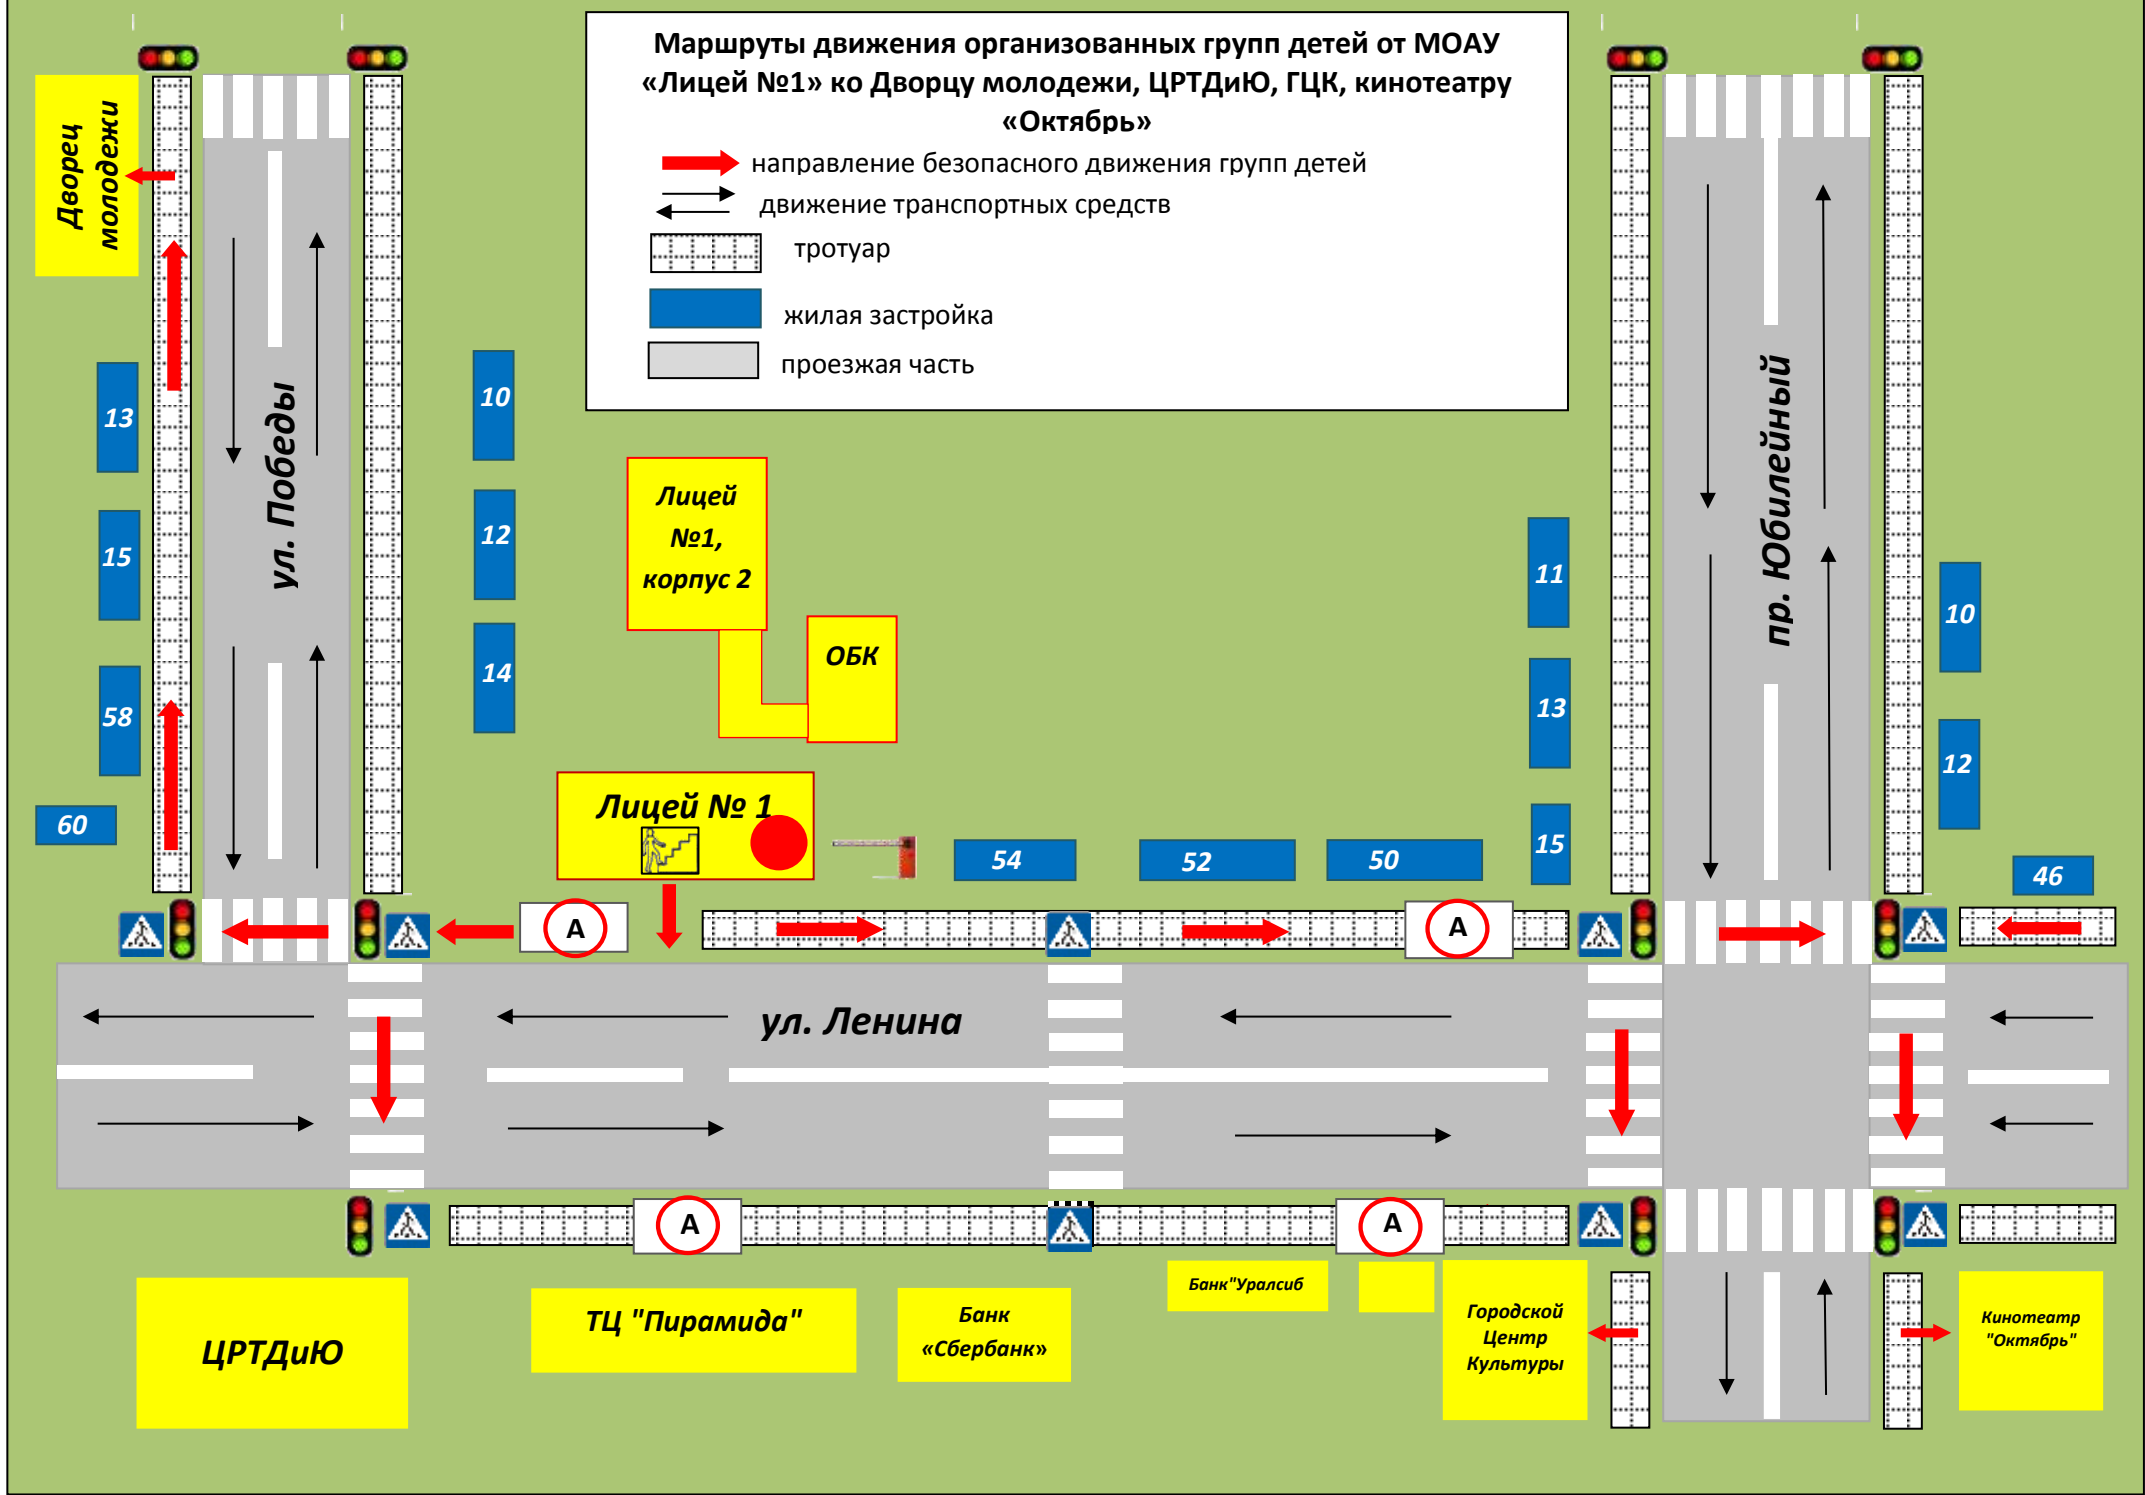 Маршруты движения организованных групп детей от МОАУ
«Лицей №1» ко Дворцу молодежи, ЦРТДиЮ, ГЦК, кинотеатру
«Октябрь»
направление безопасного движения групп детей
движение транспортных средств
тротуар
жилая застройка
проезжая часть
Дворец
молодежи
13
15
58
60
ул. Победы
10
12
14
Лицей
№1,
корпус 2
ОБК
Лицей № 1
54
52
50
11
13
15
пр. Юбилейный
10
12
46
А
А
ул. Ленина
А
А
ЦРТДиЮ
ТЦ "Пирамида"
Банк
«Сбербанк»
Банк"Уралсиб
Городской
Центр
Культуры
Кинотеатр
"Октябрь"